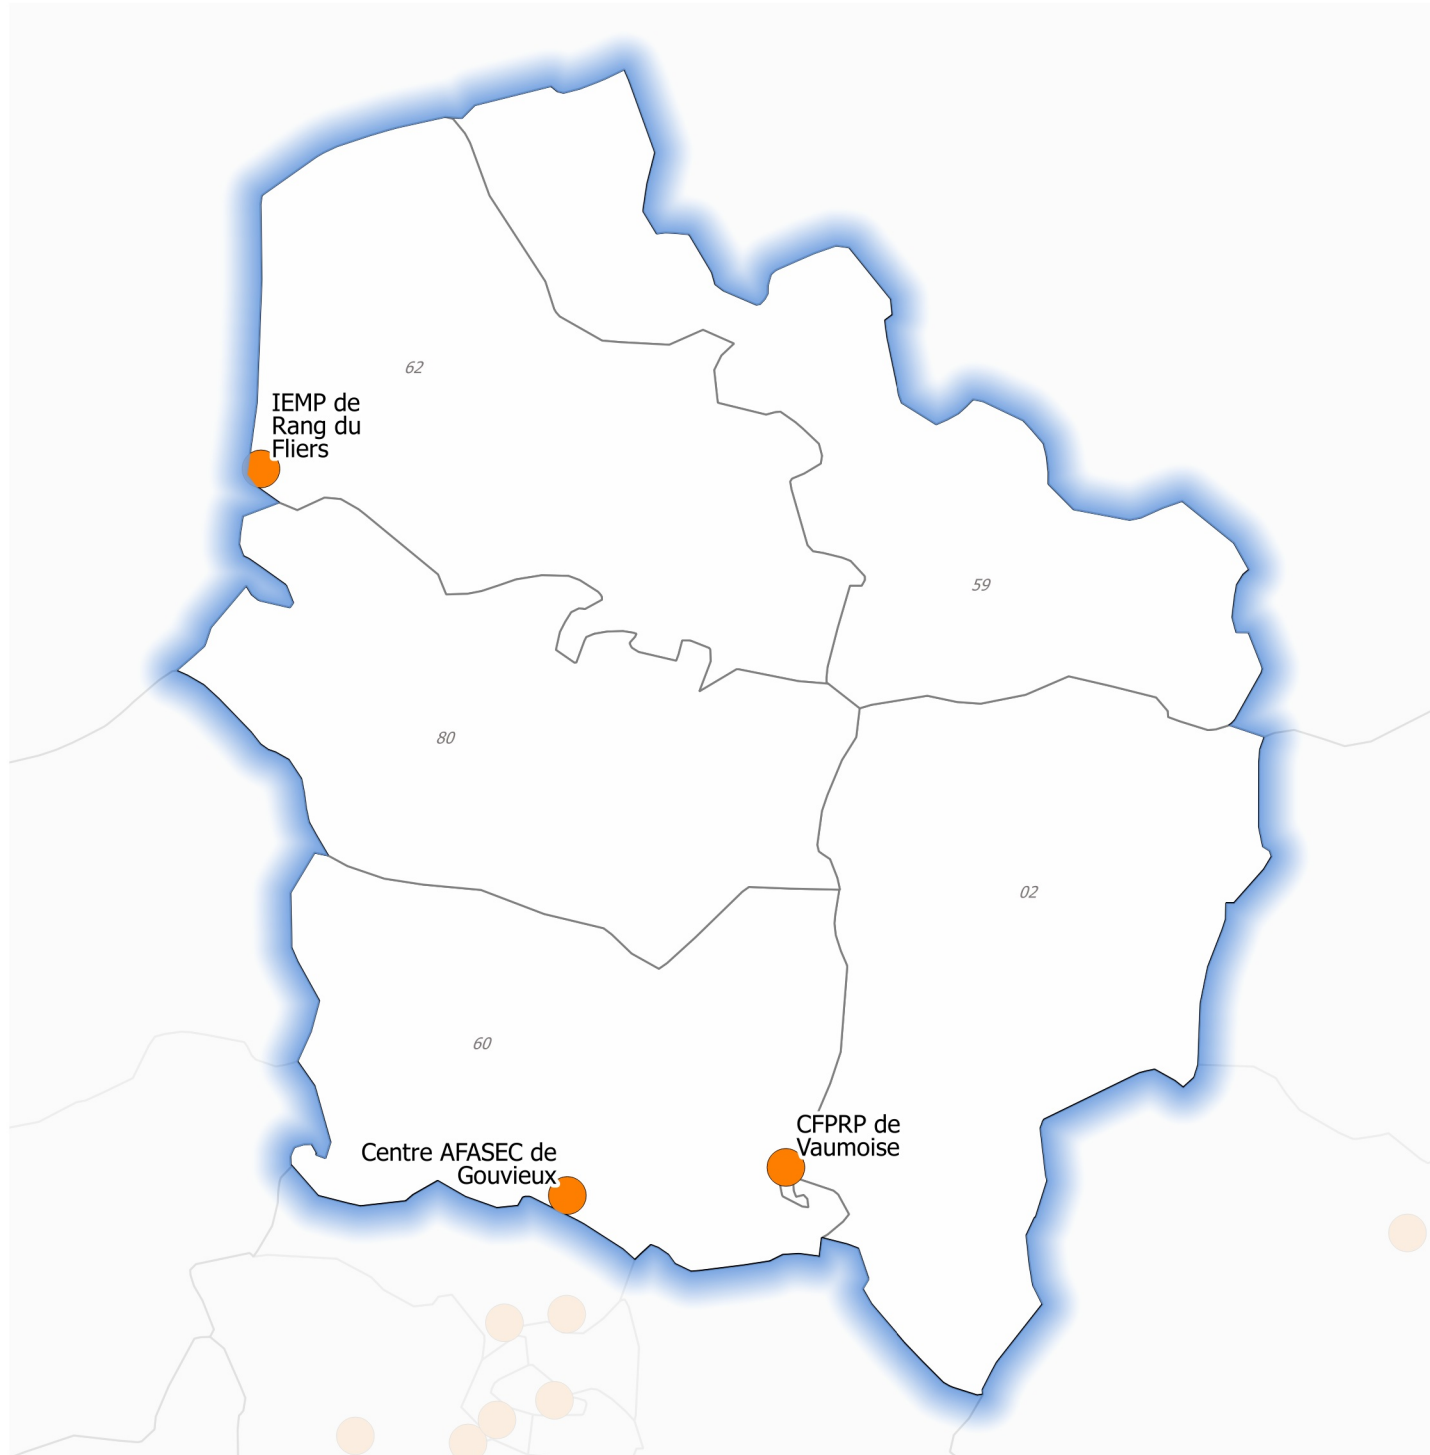 62
IEMP de
Rang du
Fliers
59
80
02
60
CFPRP de
Vaumoise
Centre AFASEC de
Gouvieux